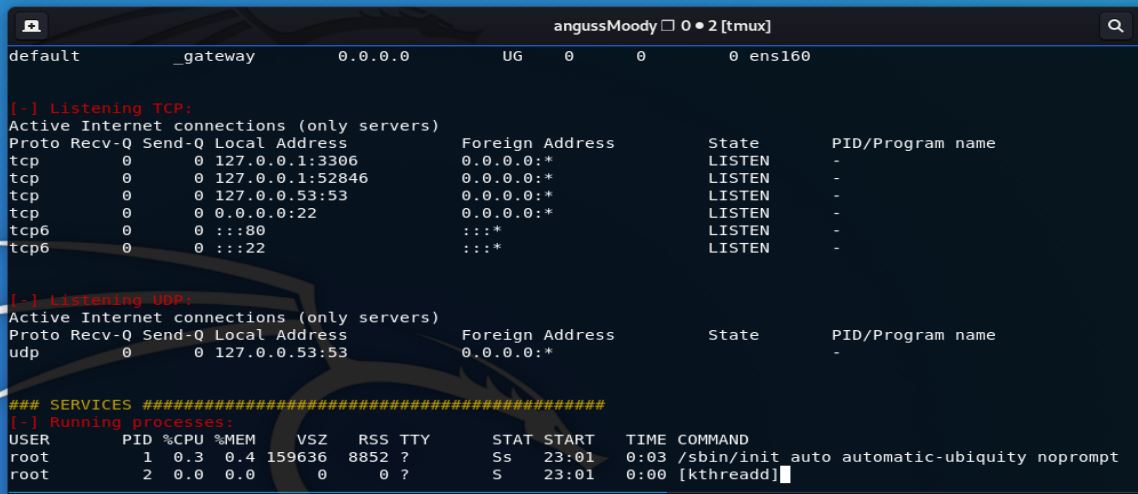 angussMoody ❐ 0 ● 2 [tmux]
default _gateway 0.0.0.0 UG 0 0 0 ens160
[-] Listening TCP:
Active Internet connections (only servers)
Proto Recv-Q Send-Q Local Address Foreign Address State PID/Program name
tcp 0 0 127.0.0.1:3306 0.0.0.0:* LISTEN -
tcp 0 0 127.0.0.1:52846 0.0.0.0:* LISTEN -
tcp 0 0 127.0.0.53:53 0.0.0.0:* LISTEN -
tcp 0 0 0.0.0.0:22 0.0.0.0:* LISTEN -
tcp6 0 0 :::80 :::* LISTEN -
tcp6 0 0 :::22 :::* LISTEN -
[-] Listening UDP:
Active Internet connections (only servers)
Proto Recv-Q Send-Q Local Address Foreign Address State PID/Program name
udp 0 0 127.0.0.53:53 0.0.0.0:* -
### SERVICES #############################################
[-] Running processes:
USER PID %CPU %MEM VSZ RSS TTY STAT START TIME COMMAND
root 1 0.3 0.4 159636 8852 ? Ss 23:01 0:03 /sbin/init auto automatic-ubiquity noprompt
root 2 0.0 0.0 0 0 ? S 23:01 0:00 [kthreadd]